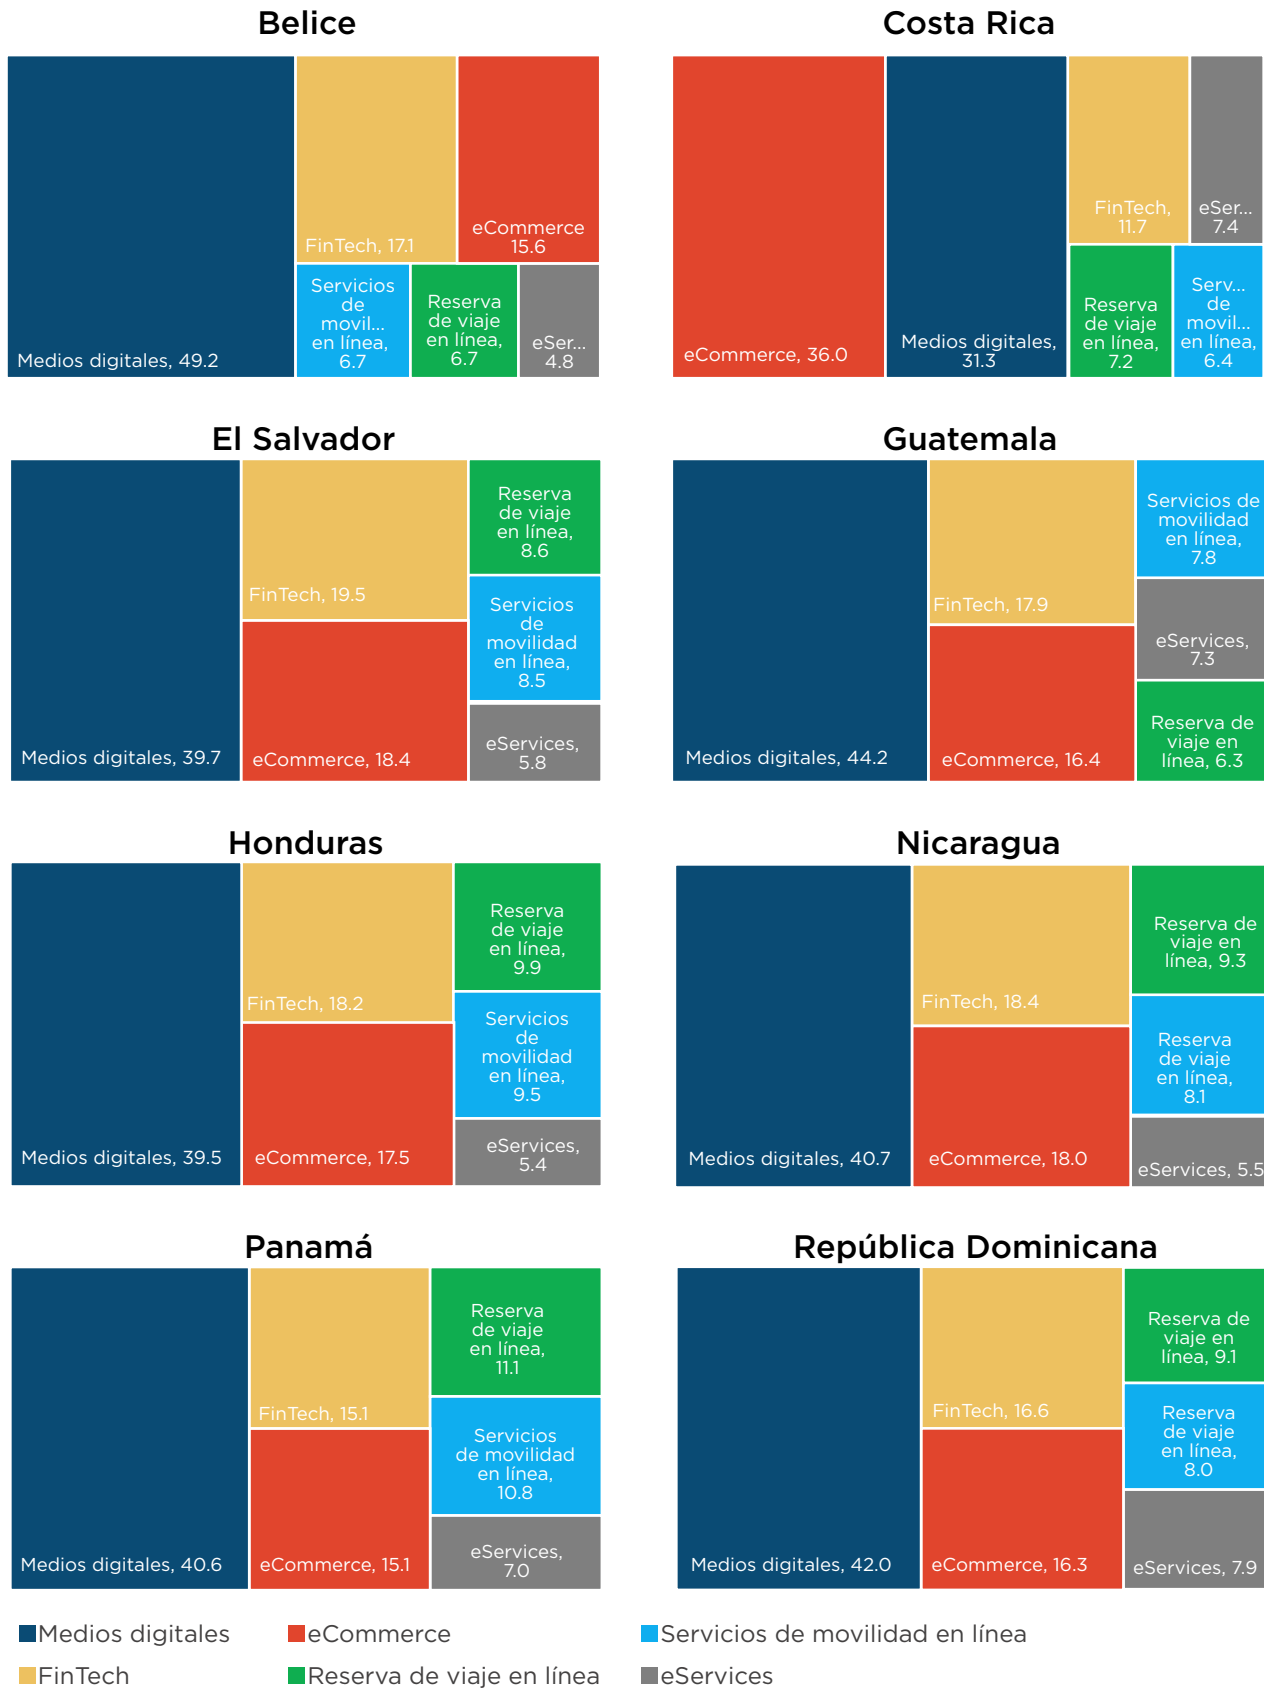 Belice
Medios digitales, 49.2
FinTech, 17.1
eCommerce
15.6
Servicios
de
movil...
en línea,
6.7
Reserva
de viaje
en línea,
6.7
eSer...
4.8
Costa Rica
eCommerce, 36.0
Medios digitales,
31.3
FinTech,
11.7
eSer...
7.4
Reserva
de viaje
en línea,
7.2
Serv...
de
movil...
en línea,
6.4
El Salvador
Medios digitales, 39.7
FinTech, 19.5
eCommerce, 18.4
Reserva
de viaje
en línea,
8.6
Servicios
de
movilidad
en línea,
8.5
eServices,
5.8
Guatemala
Medios digitales, 44.2
FinTech, 17.9
eCommerce, 16.4
Servicios de
movilidad
en línea,
7.8
eServices,
7.3
Reserva de
viaje en
línea, 6.3
Honduras
Medios digitales, 39.5
FinTech, 18.2
eCommerce, 17.5
Reserva
de viaje
en línea,
9.9
Servicios
de
movilidad
en línea,
9.5
eServices,
5.4
Nicaragua
Medios digitales, 40.7
FinTech, 18.4
eCommerce, 18.0
Reserva de
viaje en
línea, 9.3
Reserva
de viaje
en línea,
8.1
eServices, 5.5
Panamá
Medios digitales, 40.6
FinTech, 15.1
eCommerce, 15.1
Reserva
de viaje
en línea,
11.1
Servicios
de movilidad
en línea,
10.8
eServices,
7.0
República Dominicana
Medios digitales, 42.0
FinTech, 16.6
eCommerce, 16.3
Reserva de
viaje en
línea, 9.1
Reserva
de viaje
en línea,
8.0
eServices, 7.9
Medios digitales
eCommerce
Servicios de movilidad en línea
FinTech
Reserva de viaje en línea
eServices